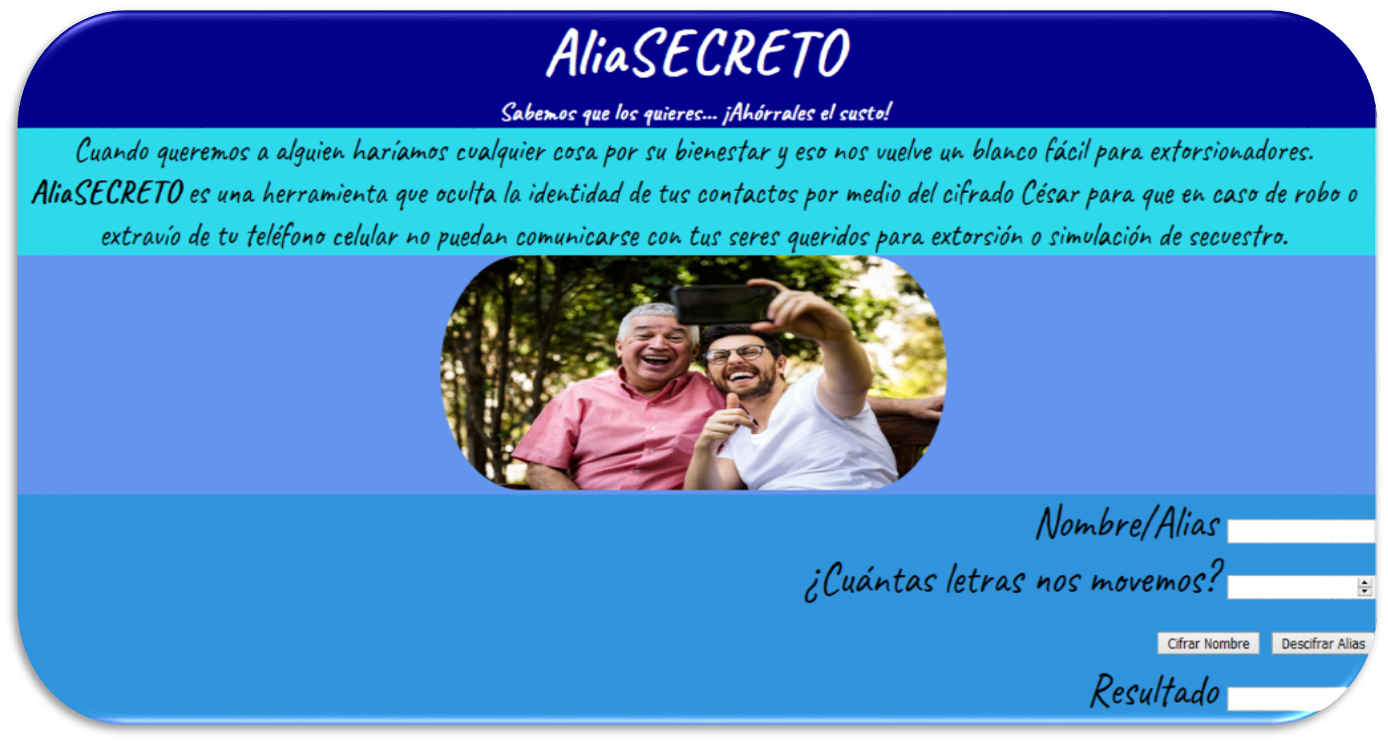 AliaSECRETO
Sabemos que los quieres... ¡Ahórrales el susto!
Cuando queremos a alguien haríamos cualquier cosa por su bienestar y eso nos vuelve un blanco fácil para extorsionadores.
AliaSECRETO es una herramienta que oculta la identidad de tus contactos por medio del cifrado César para que en caso de robo o
extravío de tu teléfono celular no puedan comunicarse con tus seres queridos para extorsión o simulación de secuestro.
Nombre/Alias
¿Cuántas letras nos movemos?
Cifrar Nombre Descifrar Alias
Resultado